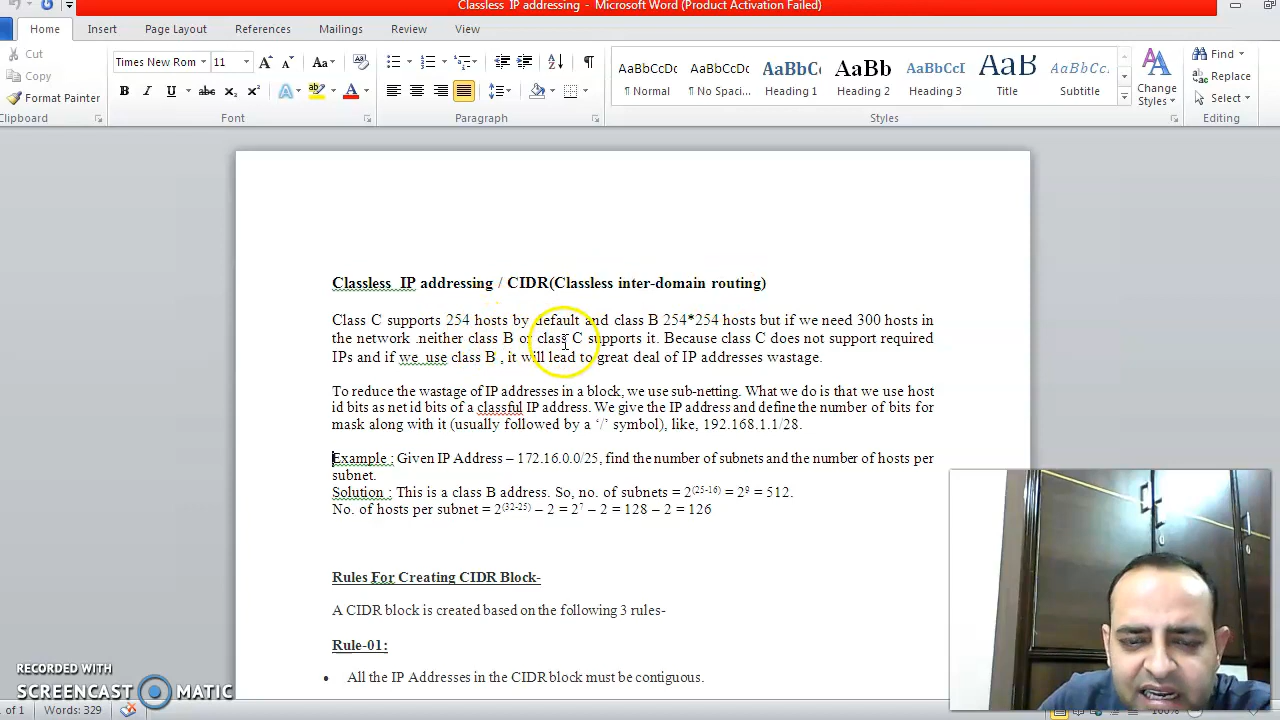 Classless IP addressing - Microsoft Word (Product Activation Failed)
Home Insert Page Layout References Mailings Review View
Cut
Copy
Format Painter
Clipboard
Times New Rom 11
Font
Paragraph
AaBbCcDc AaBbCcDc AaBbC AaBb AaBbCcI AaB AaBbCc.
¶ Normal ¶ No Spaci... Heading 1 Heading 2 Heading 3 Title Subtitle
Change
Styles
Styles
Find
Replace
Select
Editing
Classless IP addressing / CIDR(Classless inter-domain routing)
Class C supports 254 hosts by default and class B 254*254 hosts but if we need 300 hosts in
the network .neither class B or class C supports it. Because class C does not support required
IPs and if we use class B , it will lead to great deal of IP addresses wastage.
To reduce the wastage of IP addresses in a block, we use sub-netting. What we do is that we use host
id bits as net id bits of a classful IP address. We give the IP address and define the number of bits for
mask along with it (usually followed by a ‘/’ symbol), like, 192.168.1.1/28.
Example : Given IP Address – 172.16.0.0/25, find the number of subnets and the number of hosts per
subnet.
Solution : This is a class B address. So, no. of subnets = 2(25-16) = 2⁹ = 512.
No. of hosts per subnet = 2(32-25) – 2 = 2⁷ – 2 = 128 – 2 = 126
Rules For Creating CIDR Block-
A CIDR block is created based on the following 3 rules-
Rule-01:
• All the IP Addresses in the CIDR block must be contiguous.
RECORDED WITH
SCREENCAST MATIC
1 of 1 Words: 329